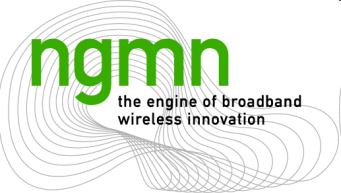 ngmn
the engine of broadband
wireless innovation